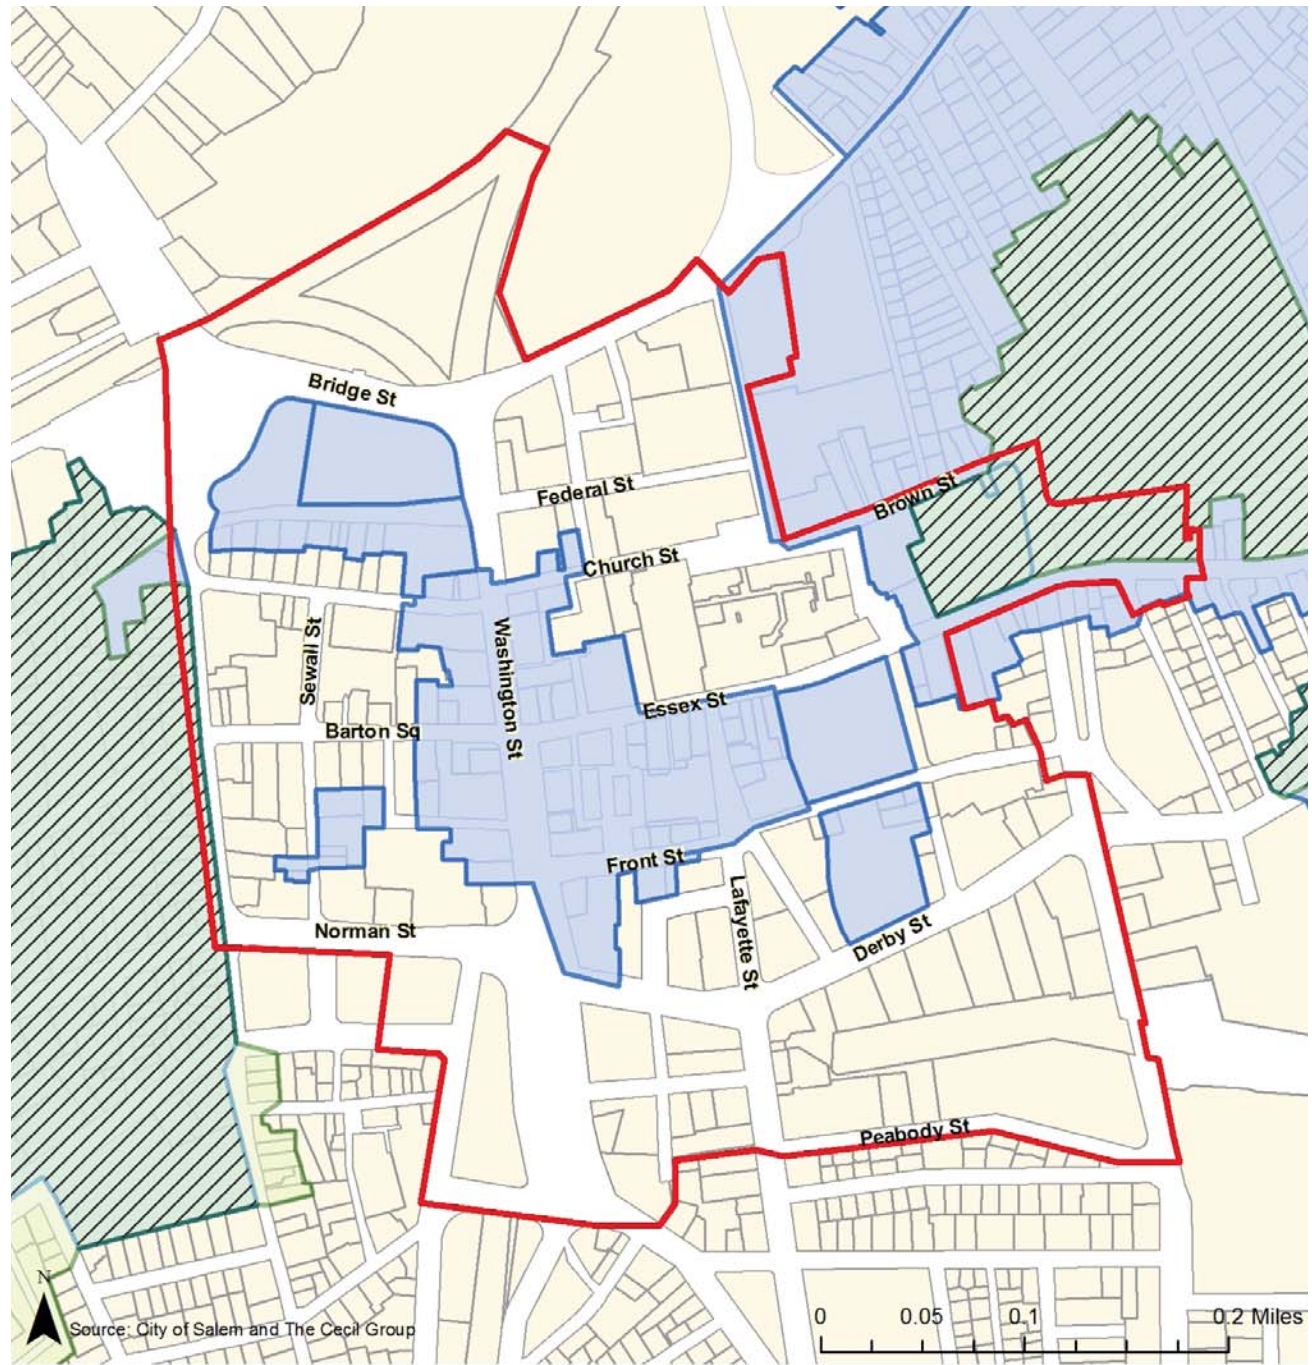 Bridge St
Federal St
Brown St
Church St
Sewall St
Washington St
Essex St
Barton Sq
Front St
Lafayette St
Norman St
Derby St
Peabody St
N
Source: City of Salem and The Cecil Group
0 0.05 0.1 0.2 Miles